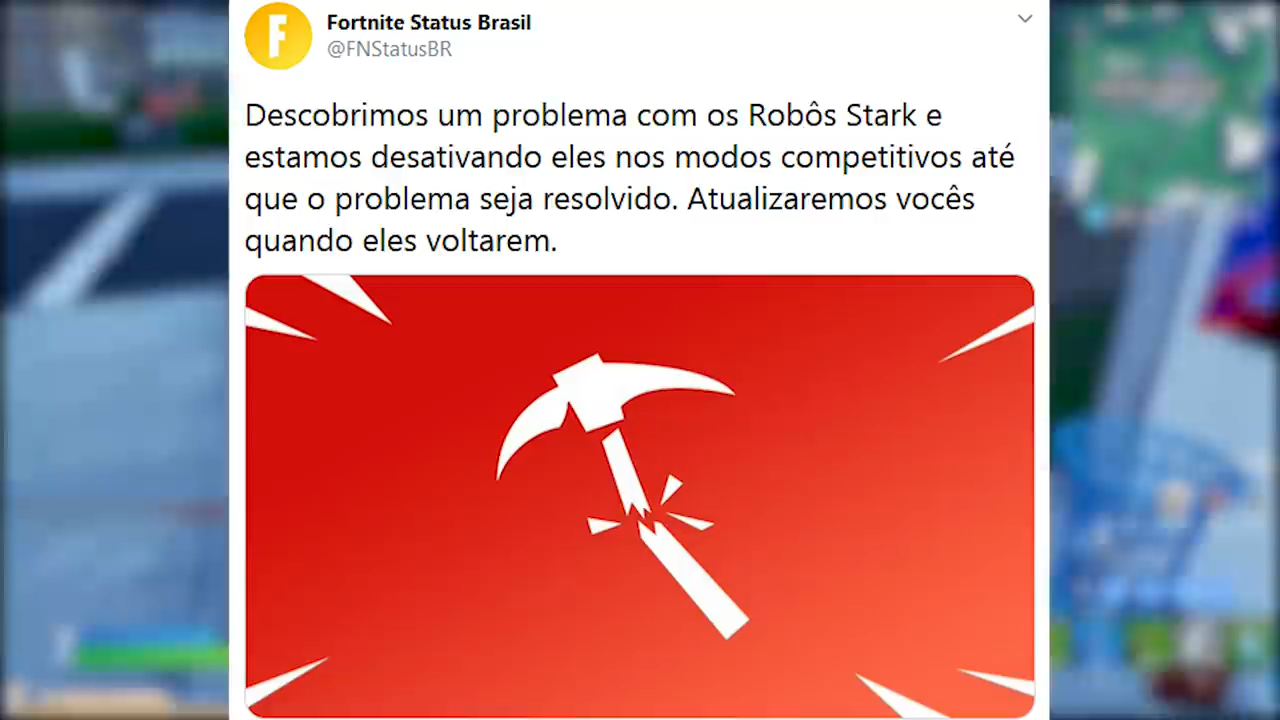 Fortnite Status Brasil
@FNStatusBR
Descobrimos um problema com os Robôs Stark e
estamos desativando eles nos modos competitivos até
que o problema seja resolvido. Atualizaremos vocês
quando eles voltarem.